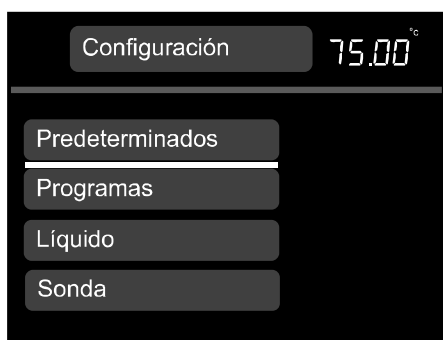 Configuración
75.00°C
Predeterminados
Programas
Líquido
Sonda